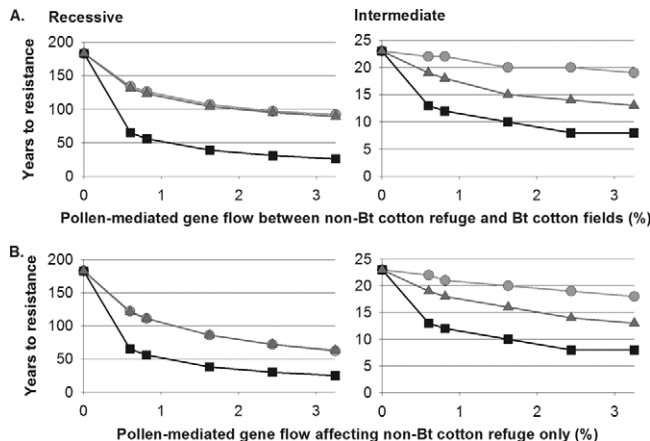 A.
Recessive
Intermediate
Years to resistance
200
150
100
50
0
0 1 2 3
25
20
15
10
5
0
0 1 2 3
Pollen-mediated gene flow between non-Bt cotton refuge and Bt cotton fields (%)
B.
Years to resistance
200
150
100
50
0
0 1 2 3
25
20
15
10
5
0
0 1 2 3
Pollen-mediated gene flow affecting non-Bt cotton refuge only (%)